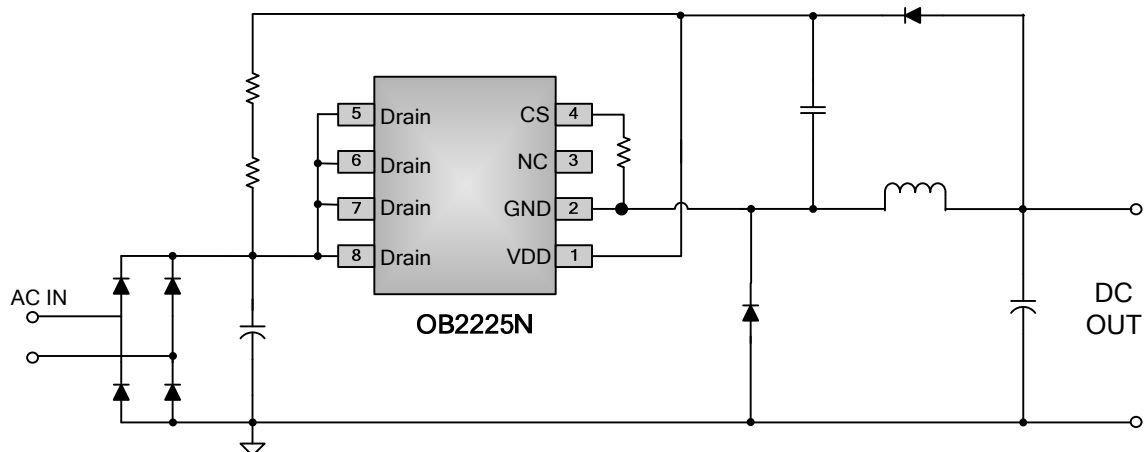 5 Drain CS 4
6 Drain NC 3
7 Drain GND 2
8 Drain VDD 1
AC IN
OB2225N
DC
OUT